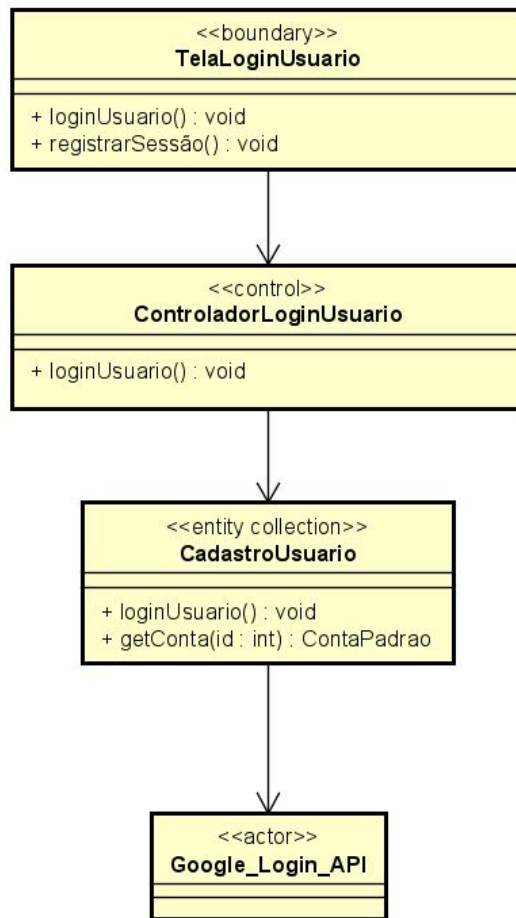 <<boundary>>
TelaLoginUsuario
+ loginUsuario() : void
+ registrarSessão() : void
<<control>>
ControladorLoginUsuario
+ loginUsuario() : void
<<entity collection>>
CadastroUsuario
+ loginUsuario() : void
+ getConta(id : int) : ContaPadrao
<<actor>>
Google_Login_API